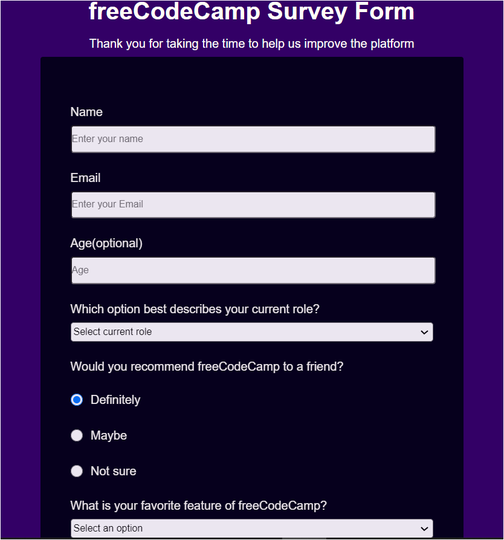 freeCodeCamp Survey Form
Thank you for taking the time to help us improve the platform
Name
Enter your name
Email
Enter your Email
Age(optional)
Age
Which option best describes your current role?
Select current role
Would you recommend freeCodeCamp to a friend?
Definitely
Maybe
Not sure
What is your favorite feature of freeCodeCamp?
Select an option